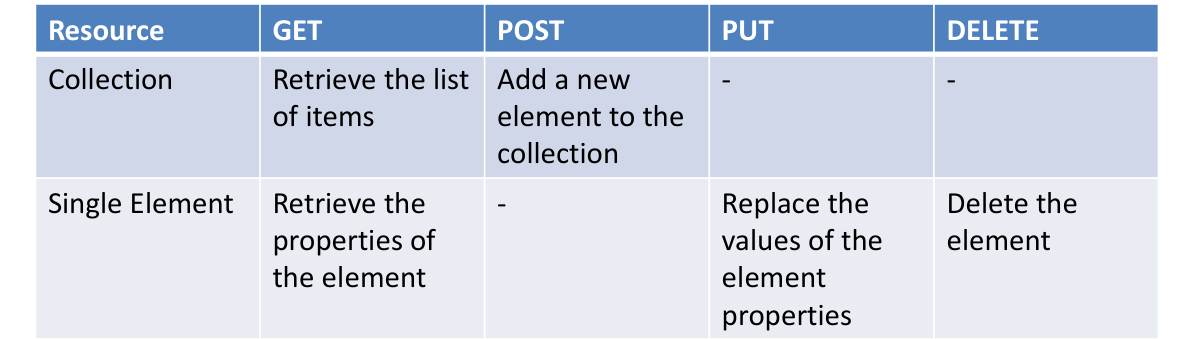 Resource GET POST PUT DELETE
Collection Retrieve the list Add a new - -
of items element to the
collection
Single Element Retrieve the - Replace the Delete the
properties of values of the element
the element element
properties